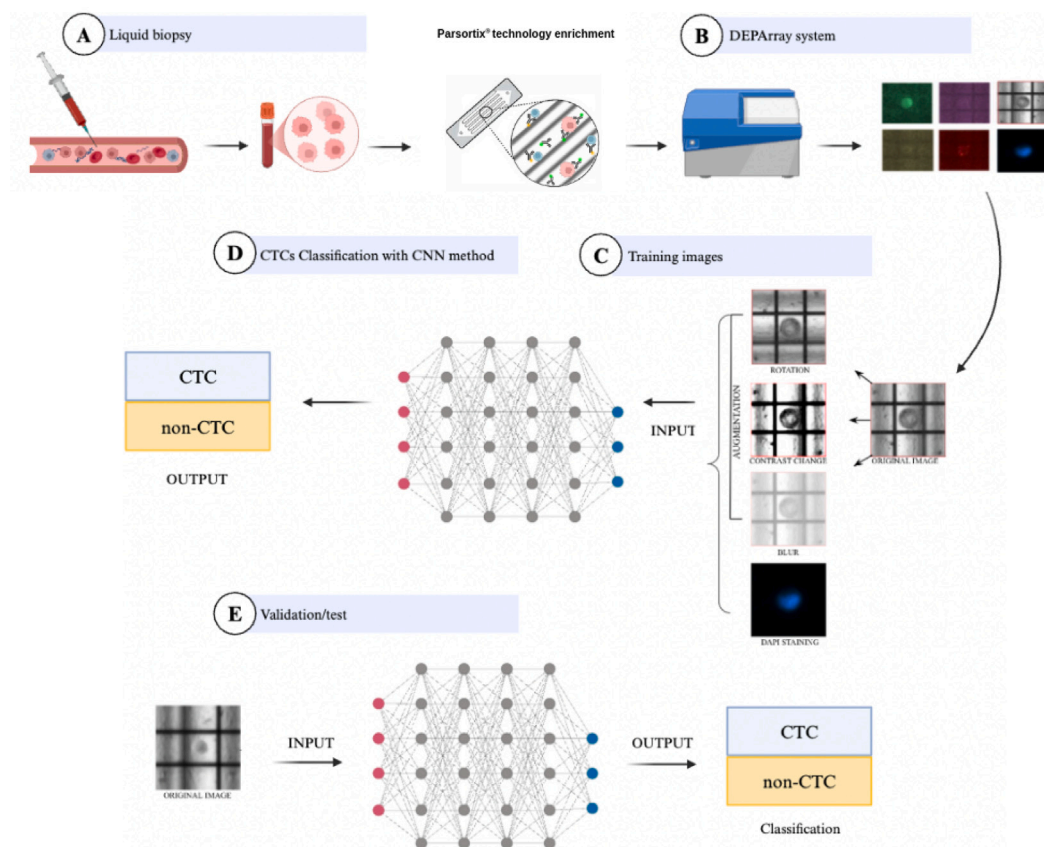 A
Liquid biopsy
Parsortix® technology enrichment
B
DEPArray system
D
CTCs Classification with CNN method
C
Training images
ROTATION
CTC
non-CTC
OUTPUT
INPUT
AUGMENTATION
CONTRAST CHANGE
ORIGINAL IMAGE
BLUR
DAPI STAINING
E
Validation/test
ORIGINAL IMAGE
INPUT
OUTPUT
CTC
non-CTC
Classification